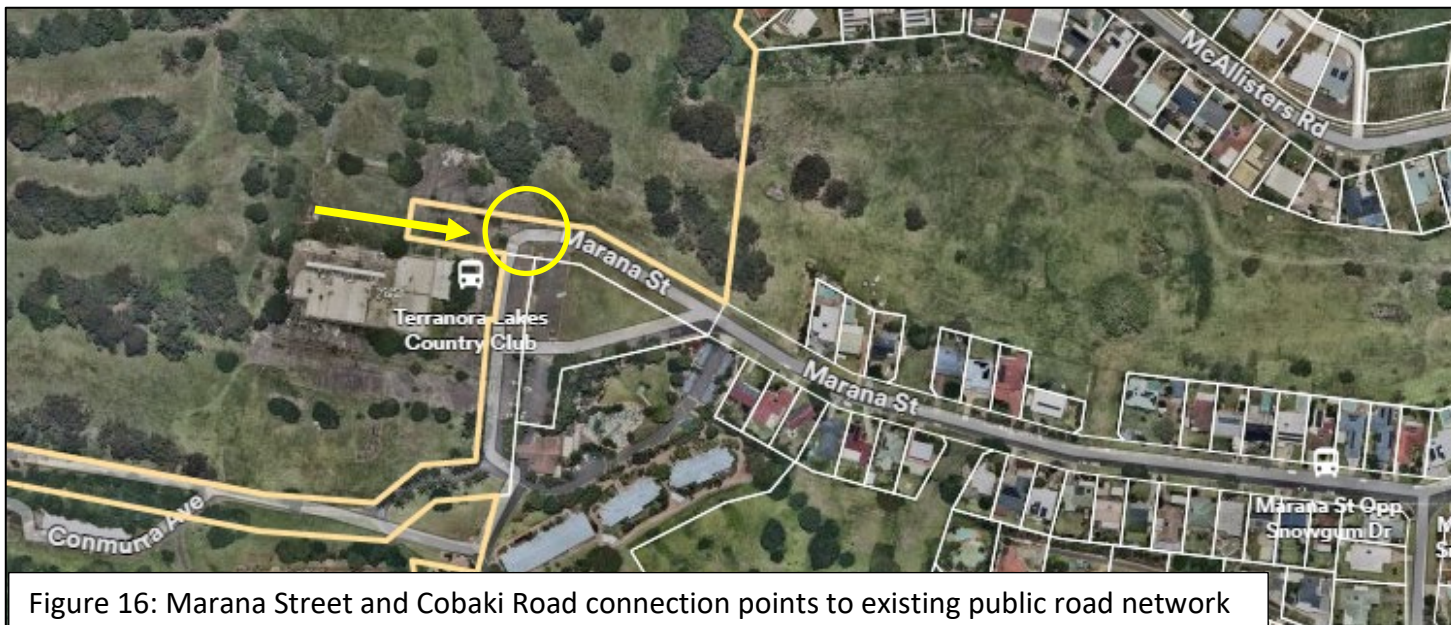 McAllisters Rd
Marana St
Terranora Lakes
Country Club
Marana St
Marana St Opp
Snowgum Dr
Conmurra Ave
Figure 16: Marana Street and Cobaki Road connection points to existing public road network